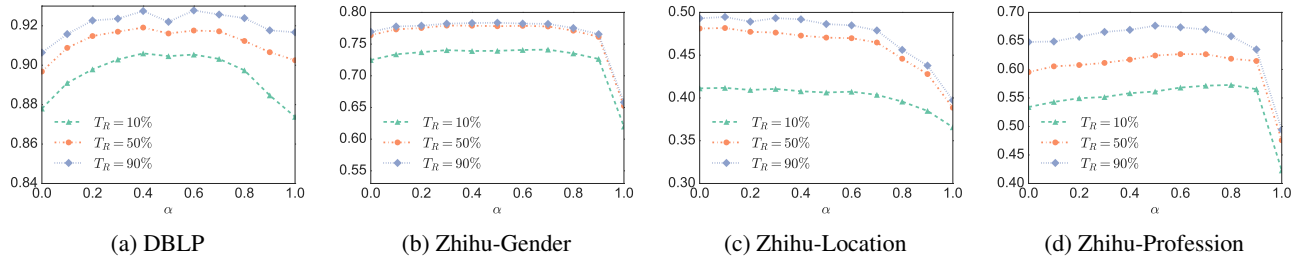 0.92
0.90
0.88
0.86
0.84
T_R = 10%
T_R = 50%
T_R = 90%
0.0 0.2 0.4 0.6 0.8 1.0
α
(a) DBLP
0.80
0.75
0.70
0.65
0.60
0.55
T_R = 10%
T_R = 50%
T_R = 90%
0.0 0.2 0.4 0.6 0.8 1.0
α
(b) Zhihu-Gender
0.50
0.45
0.40
0.35
0.30
T_R = 10%
T_R = 50%
T_R = 90%
0.0 0.2 0.4 0.6 0.8 1.0
α
(c) Zhihu-Location
0.70
0.65
0.60
0.55
0.50
0.45
0.40
T_R = 10%
T_R = 50%
T_R = 90%
0.0 0.2 0.4 0.6 0.8 1.0
α
(d) Zhihu-Profession